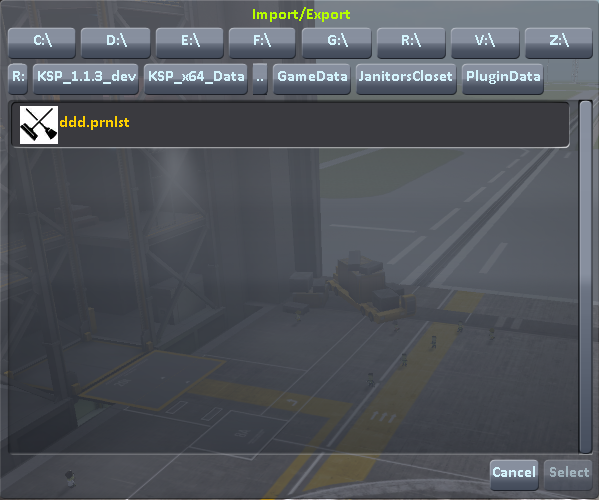 Import/Export
C:\ D:\ E:\ F:\ G:\ R:\ V:\ Z:\
R: KSP_1.1.3_dev KSP_x64_Data .. GameData JanitorsCloset PluginData
ddd.prnlst
Cancel Select